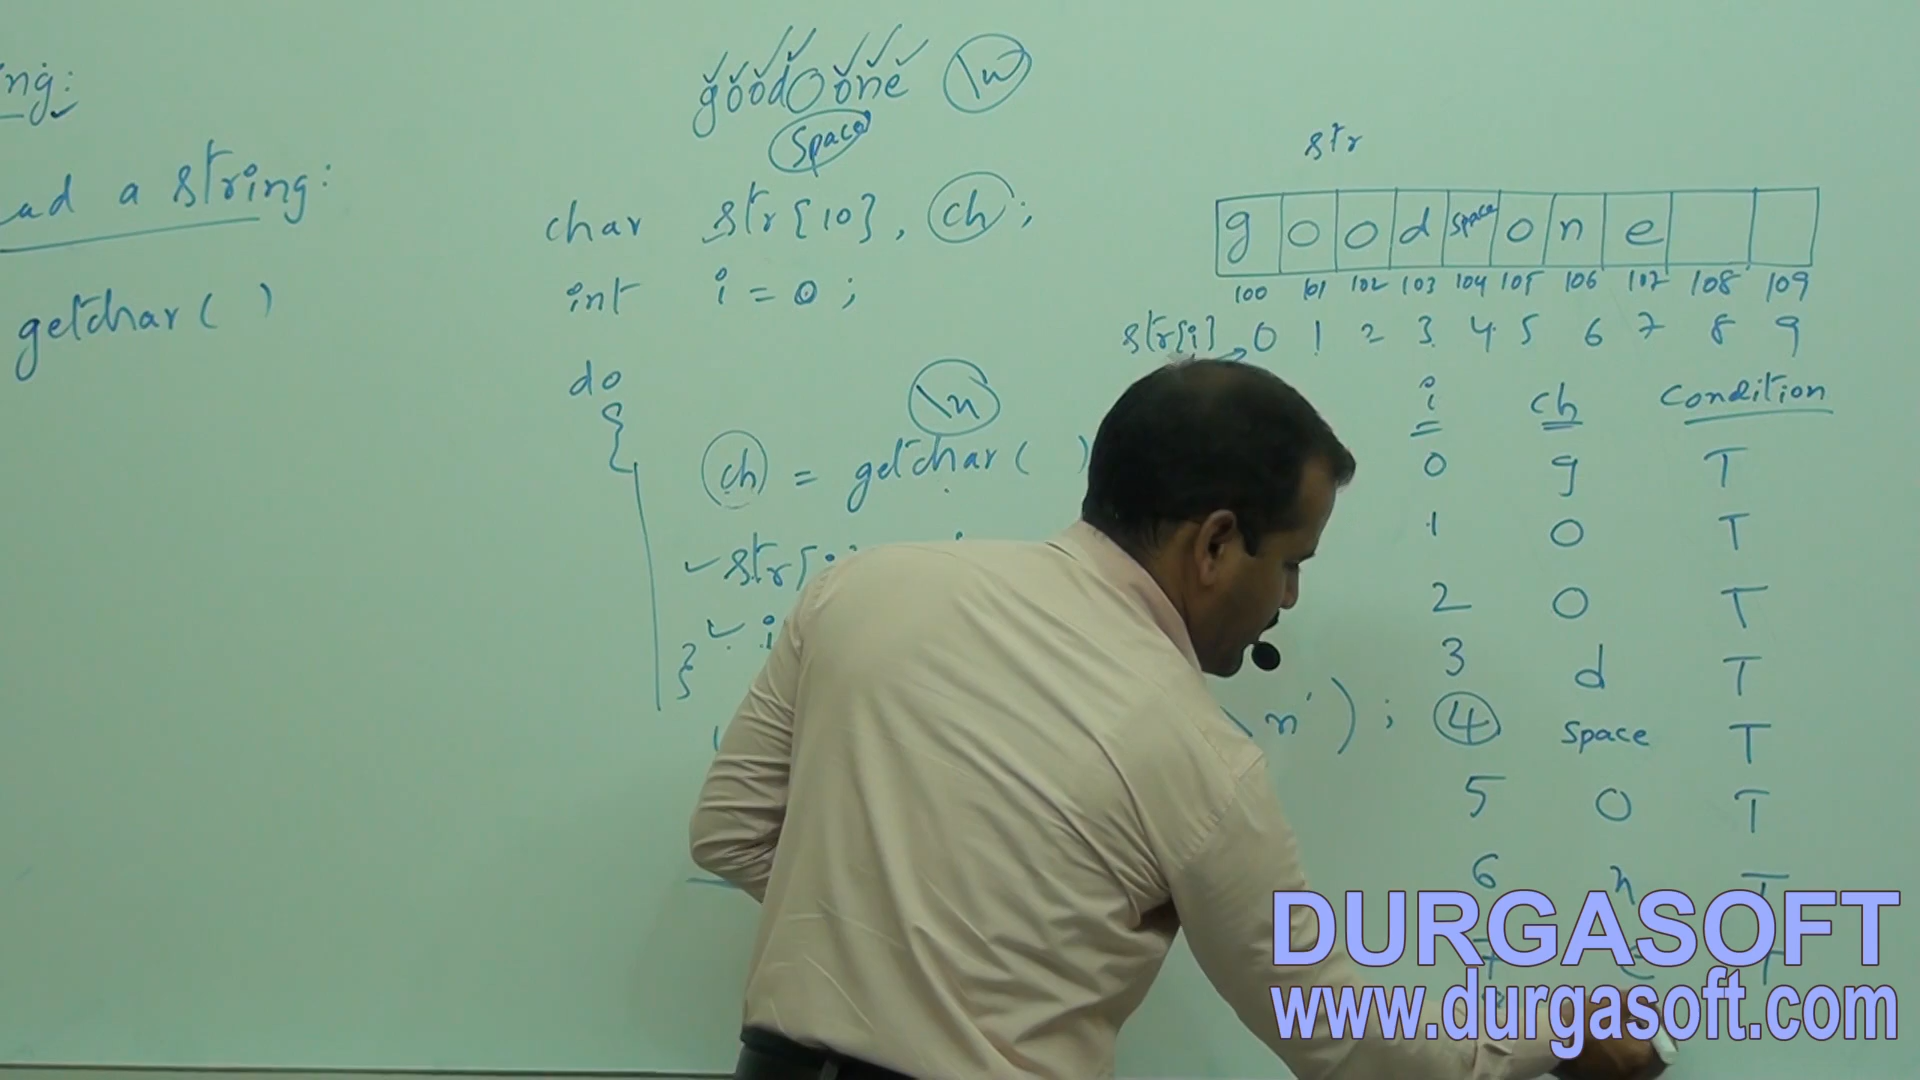 ng:
ad a string:
getchar( )
good one \n
space
char str[10], ch;
int i = 0;
do
{
\n
ch = getchar( )
str[i
i
}
\n');
str
g o o d space o n e
100 101 102 103 104 105 106 107 108 109
str[i] 0 1 2 3 4 5 6 7 8 9
i ch condition
0 g T
1 o T
2 o T
3 d T
4 space T
5 o T
6 n T
7 e T
8
DURGASOFT
www.durgasoft.com